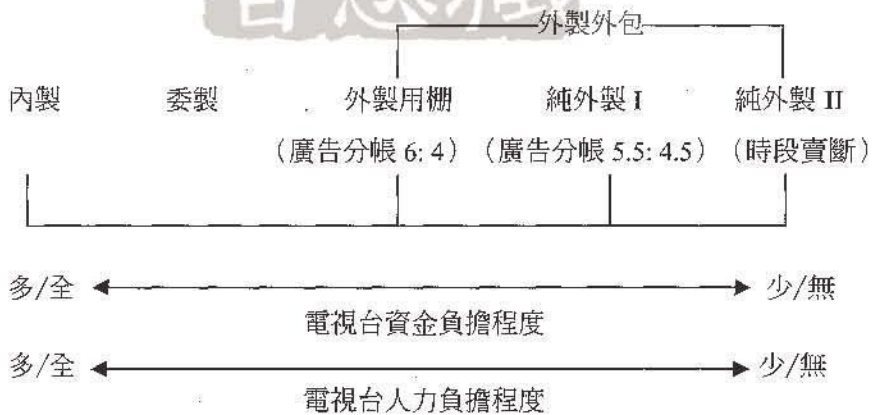 外製外包
內製 委製 外製用棚 純外製 I 純外製 II
（廣告分帳 6: 4）（廣告分帳 5.5: 4.5）（時段賣斷）
多/全 少/無
電視台資金負擔程度
多/全 少/無
電視台人力負擔程度